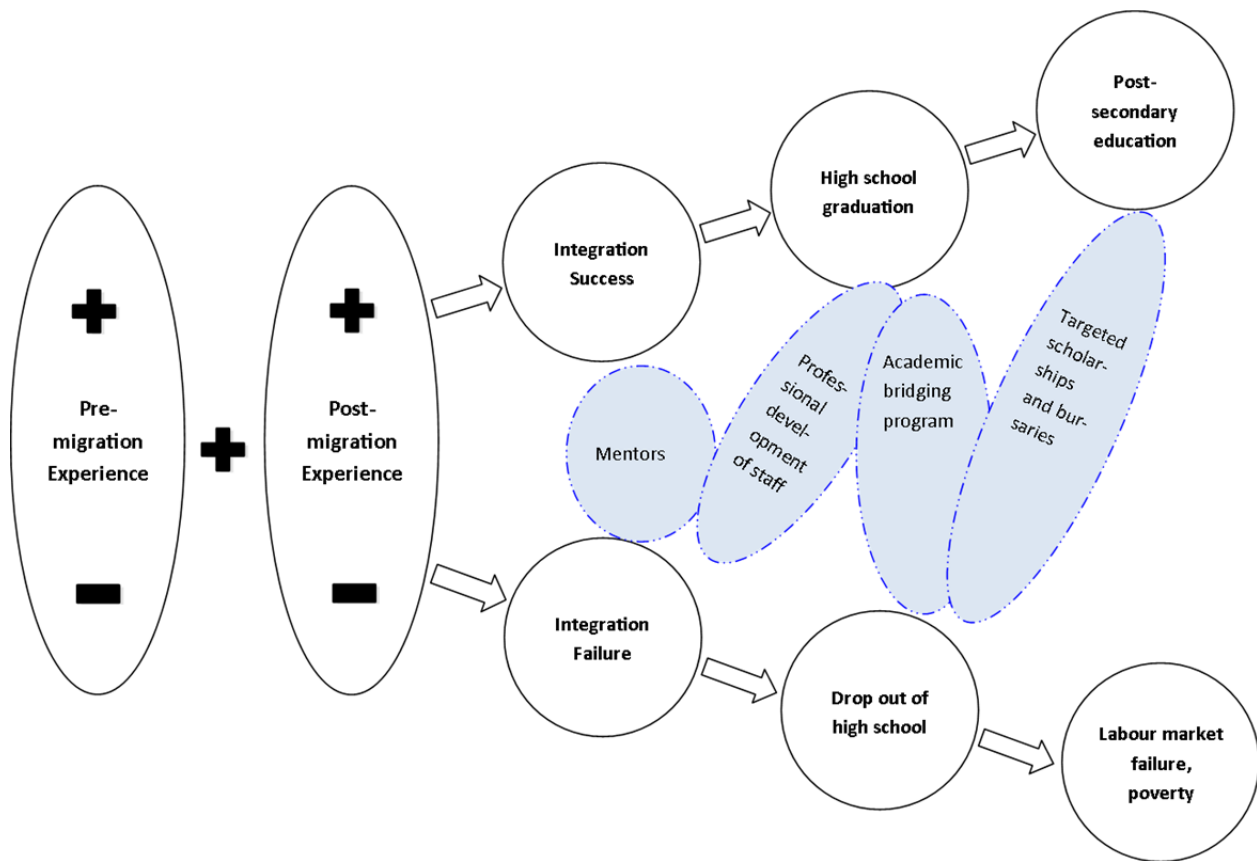 Pre-
migration
Experience
Post-
migration
Experience
Integration
Success
High school
graduation
Post-
secondary
education
Mentors
Profes-
sional
devel-
opment
of staff
Academic
bridging
program
Targeted
scholar-
ships
and bur-
saries
Integration
Failure
Drop out of
high school
Labour market
failure,
poverty